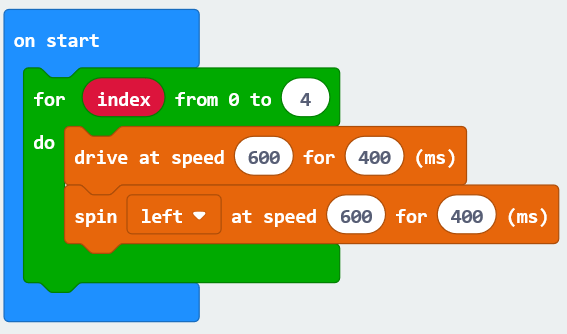 on start
for index from 0 to 4
do
drive at speed 600 for 400 (ms)
spin left at speed 600 for 400 (ms)